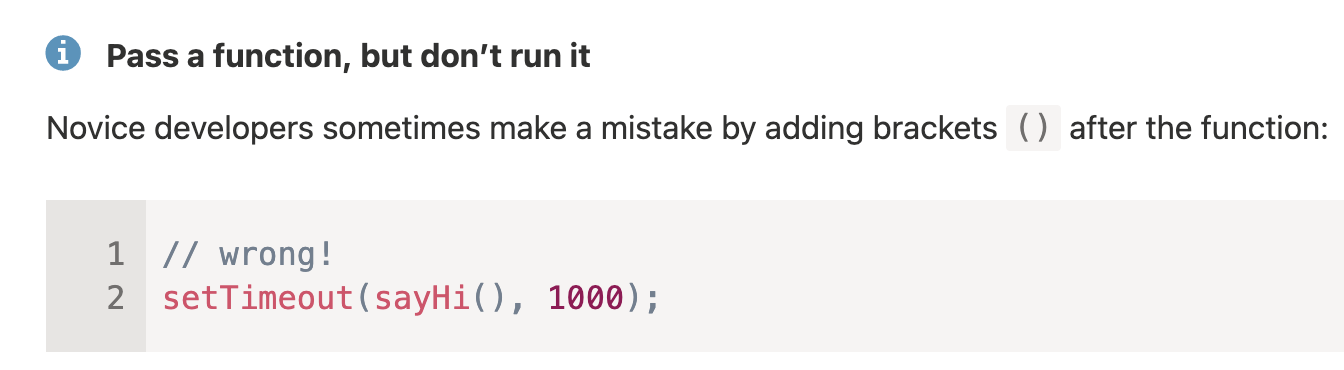 Pass a function, but don’t run it
Novice developers sometimes make a mistake by adding brackets () after the function:
1 // wrong!
2 setTimeout(sayHi(), 1000);